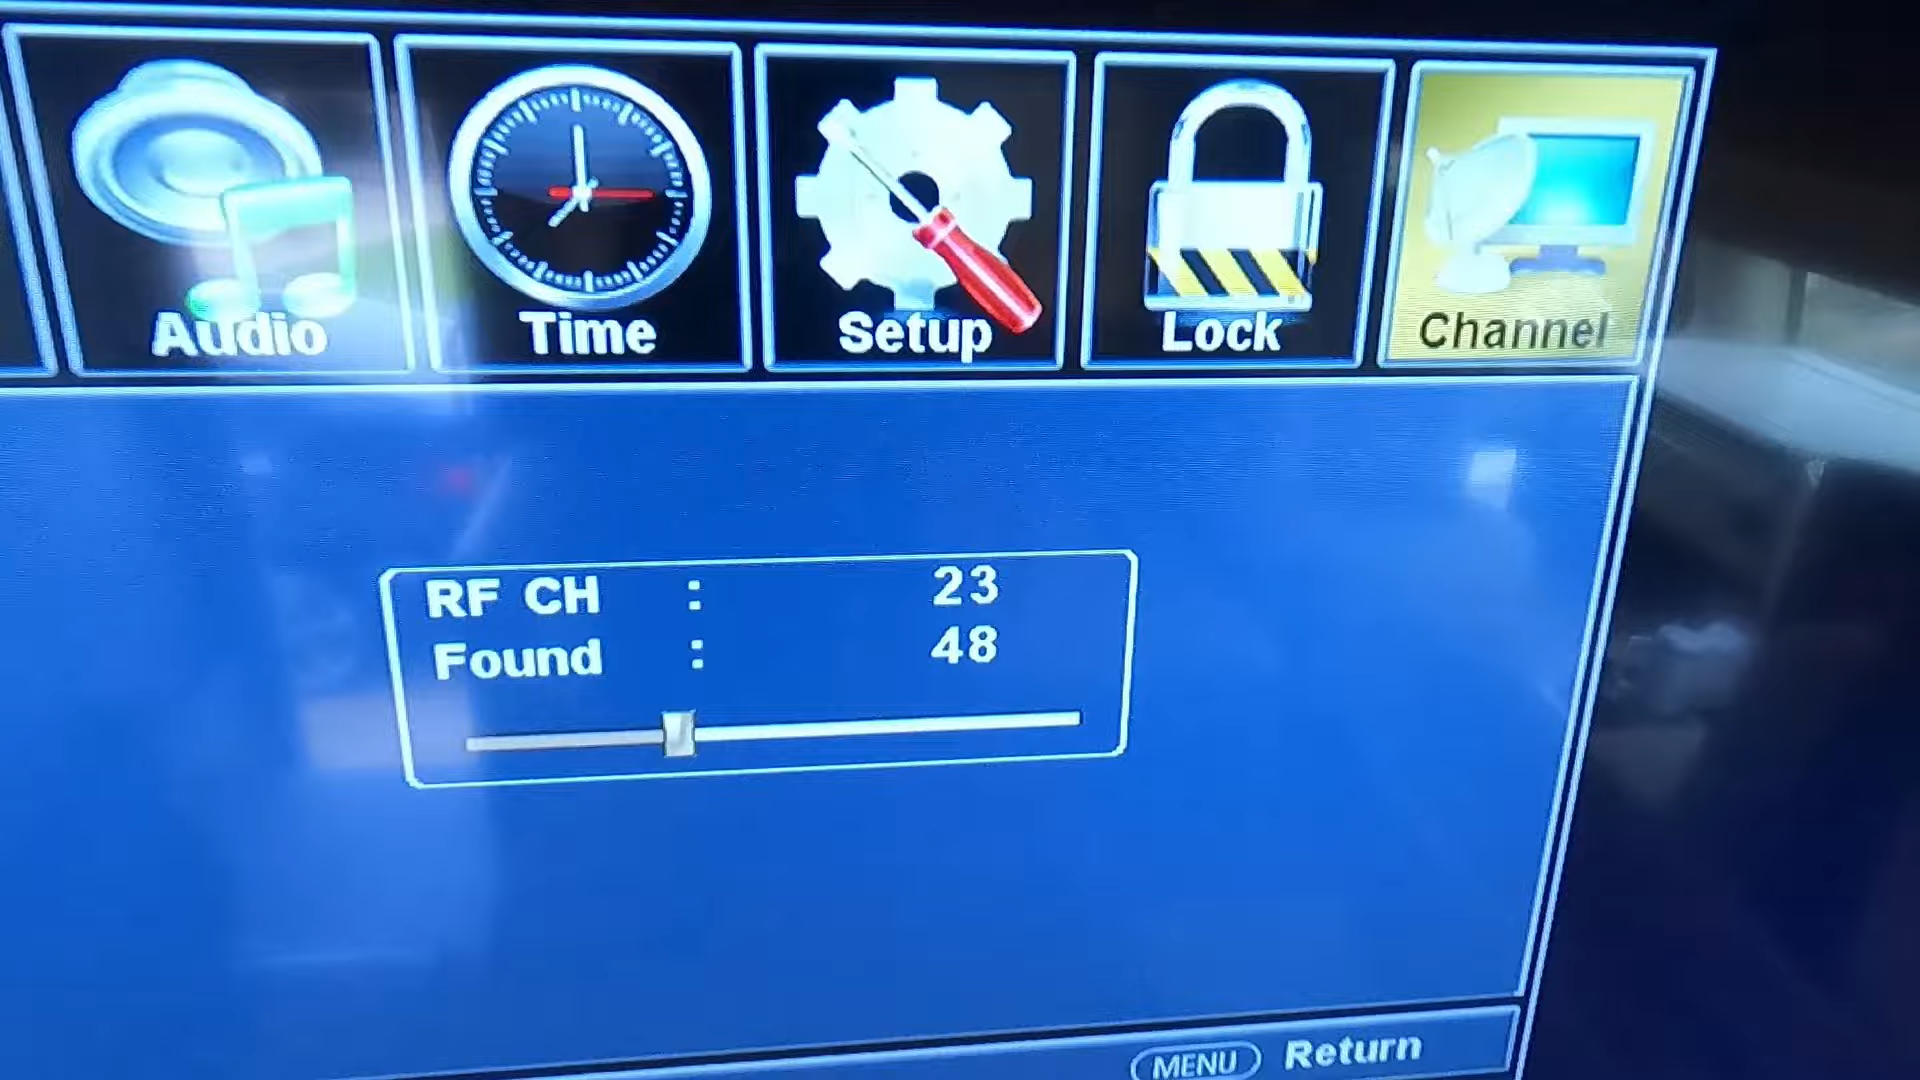 Audio Time Setup Lock Channel
RF CH : 23
Found : 48
MENU Return